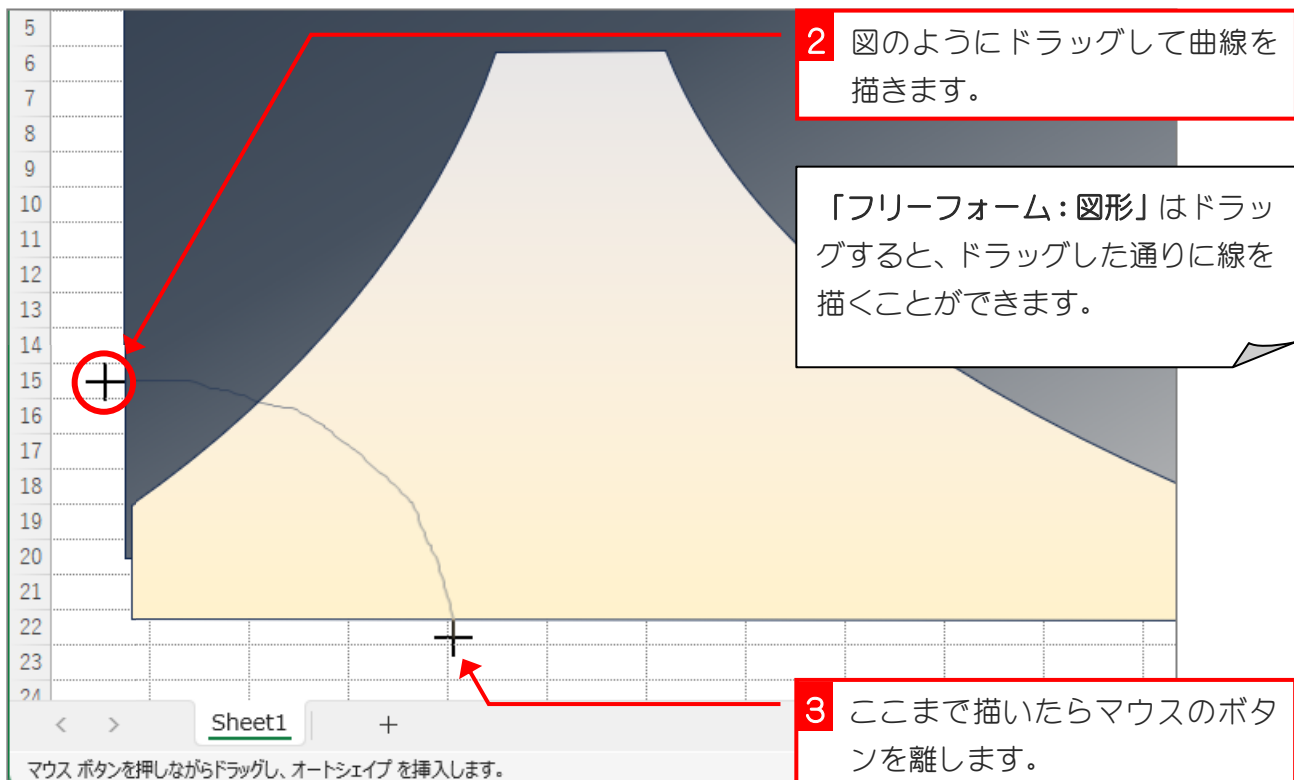 5
6
7
8
9
10
11
12
13
14
15
16
17
18
19
20
21
22
23
24
2 図のようにドラッグして曲線を
描きます。
「フリーフォーム：図形」はドラッ
グすると、ドラッグした通りに線を
描くことができます。
3 ここまで描いたらマウスのボタ
ンを離します。
< > Sheet1 +
マウス ボタンを押しながらドラッグし、オートシェイプ を挿入します。